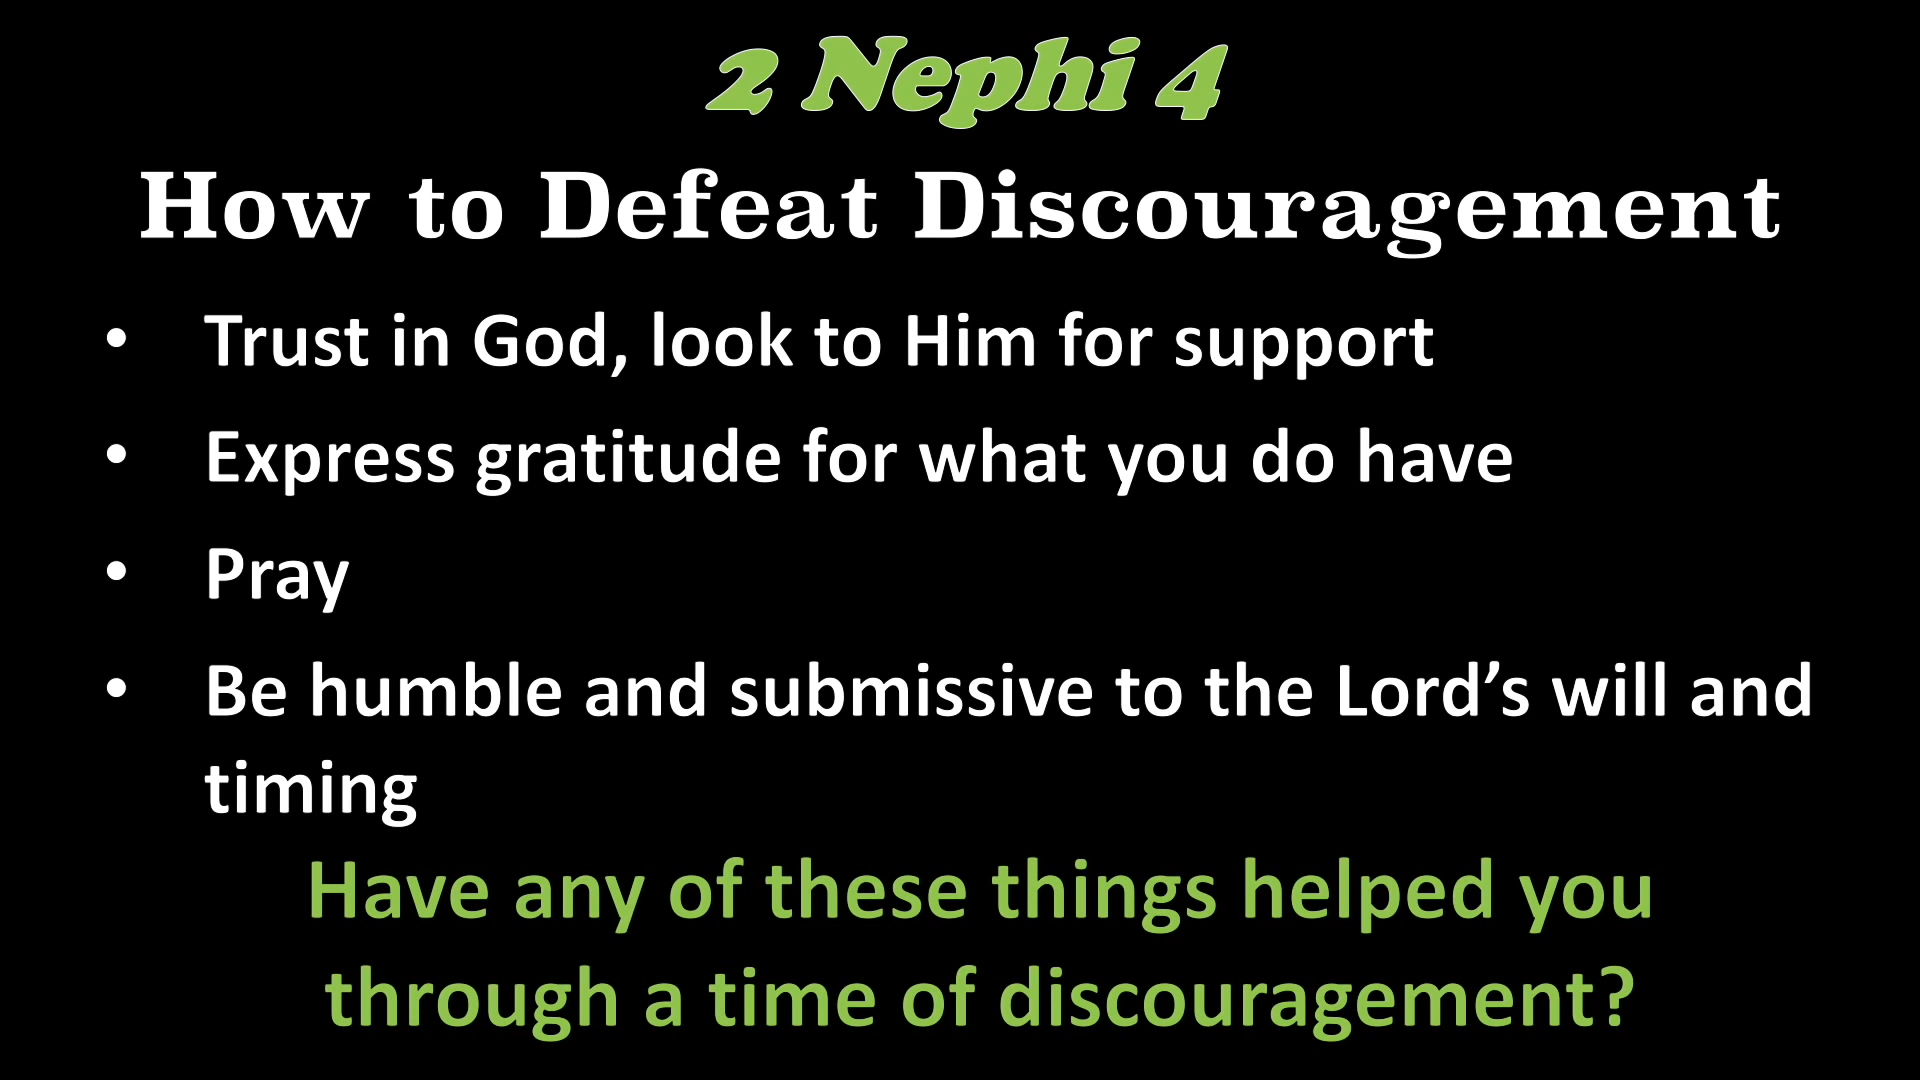 2 Nephi 4
How to Defeat Discouragement
• Trust in God, look to Him for support
• Express gratitude for what you do have
• Pray
• Be humble and submissive to the Lord’s will and
timing
Have any of these things helped you
through a time of discouragement?